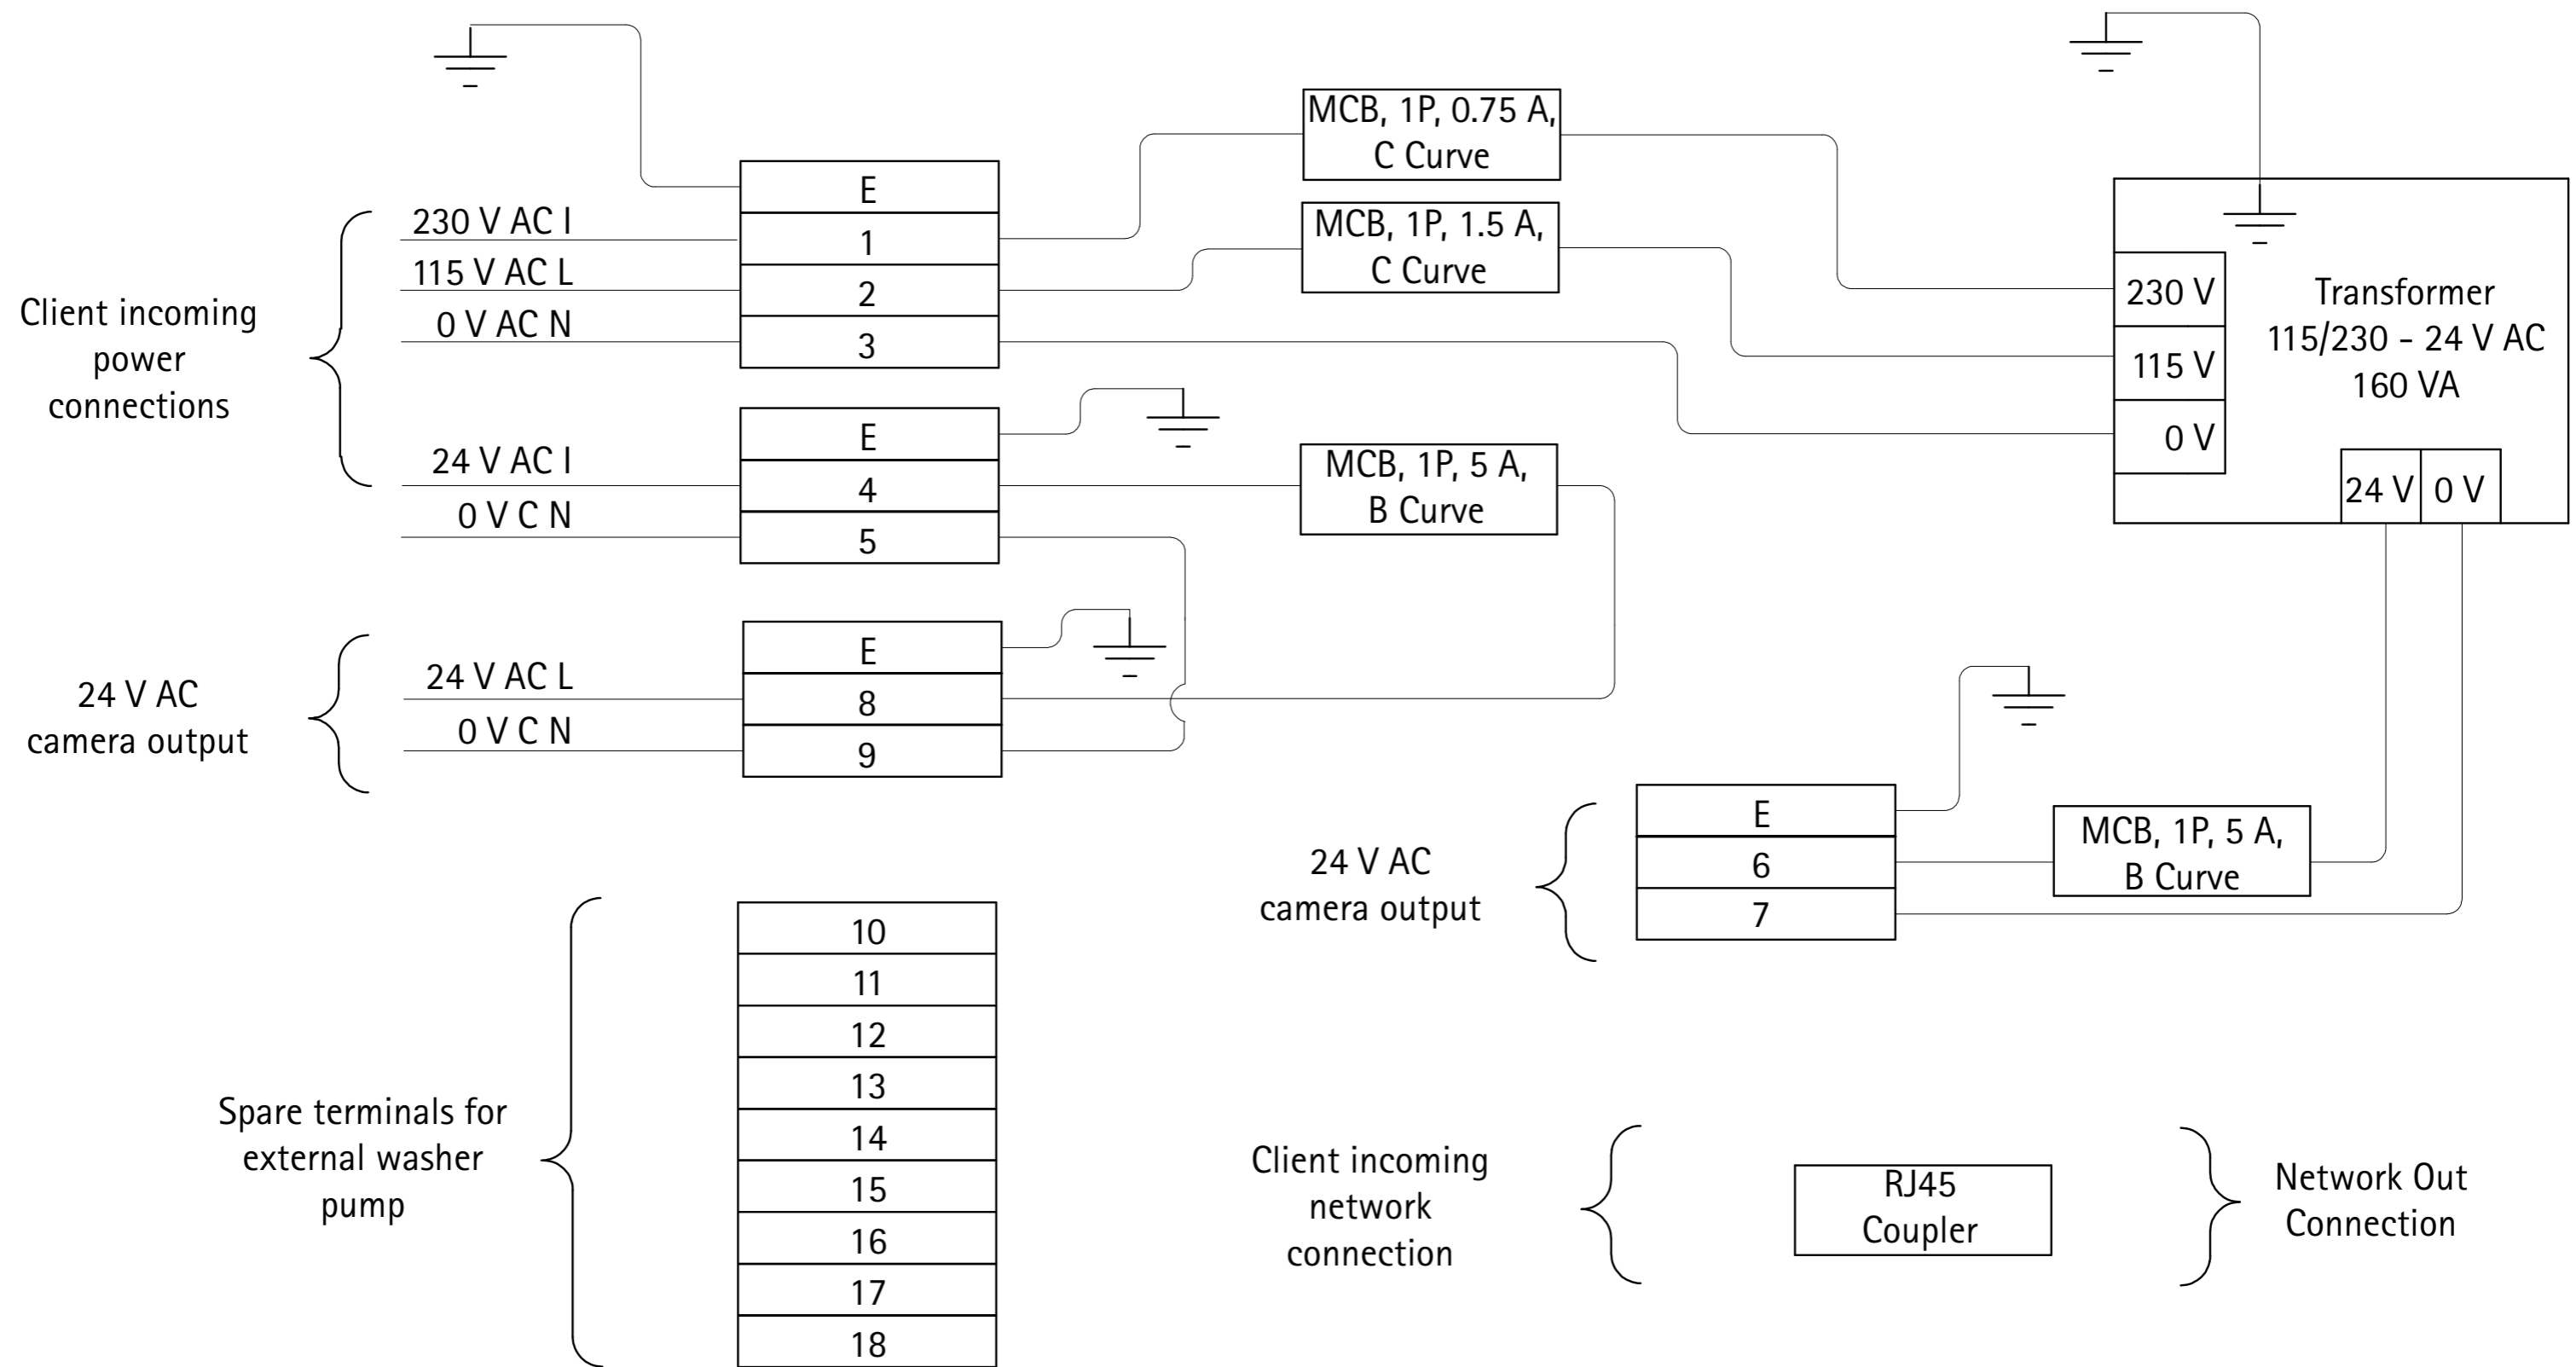 MCB, 1P, 0.75 A,
C Curve
E
230 V AC I
1
MCB, 1P, 1.5 A,
C Curve
115 V AC L
2
0 V AC N
3
Client incoming
power
connections
230 V
115 V
0 V
Transformer
115/230 - 24 V AC
160 VA
24 V
0 V
E
24 V AC I
4
MCB, 1P, 5 A,
B Curve
0 V C N
5
24 V AC
camera output
E
24 V AC L
8
0 V C N
9
24 V AC
camera output
E
6
7
MCB, 1P, 5 A,
B Curve
Spare terminals for
external washer
pump
10
11
12
13
14
15
16
17
18
Client incoming
network
connection
RJ45
Coupler
Network Out
Connection